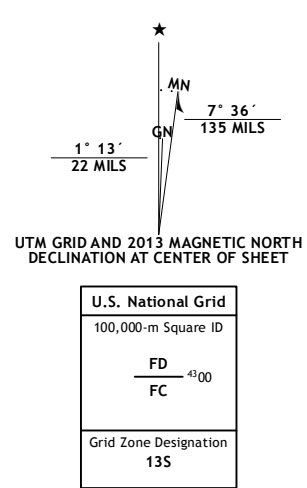 ★
MN
7° 36´
135 MILS
GN
1° 13´
22 MILS
UTM GRID AND 2013 MAGNETIC NORTH
DECLINATION AT CENTER OF SHEET
U.S. National Grid
100,000-m Square ID
FD
4300
FC
Grid Zone Designation
13S